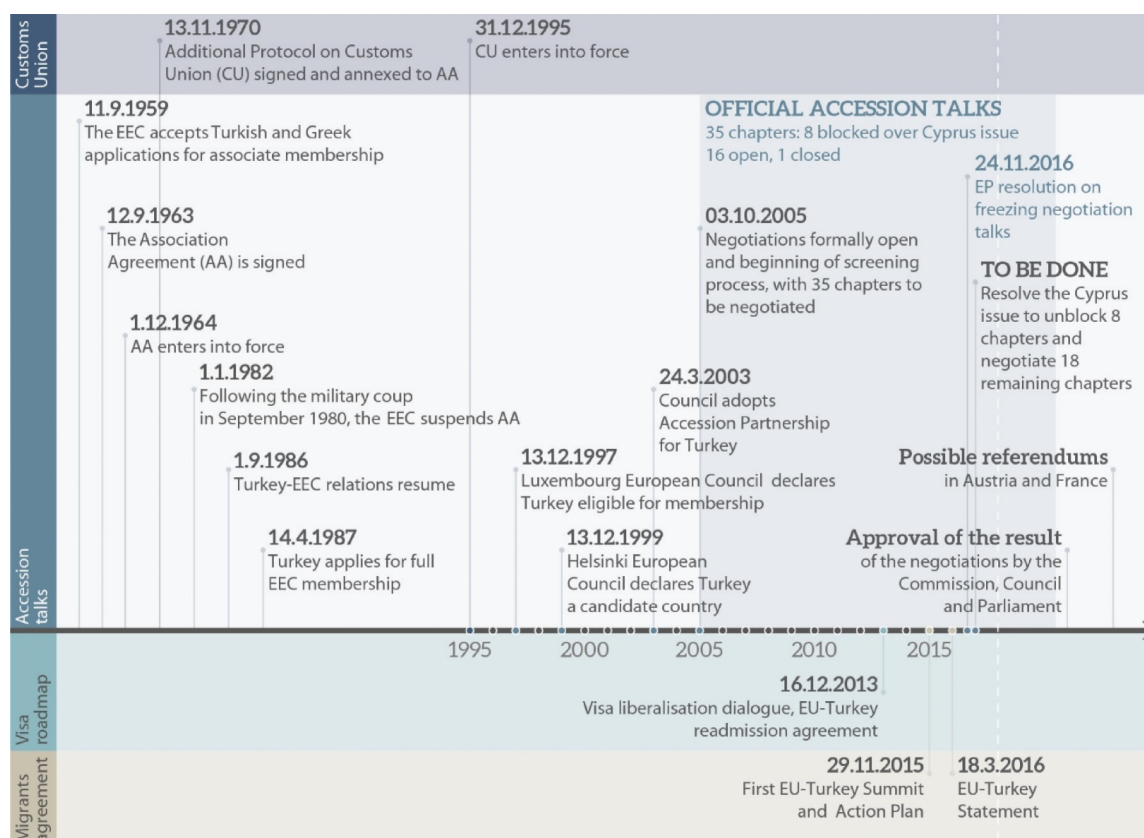 Customs
Union
13.11.1970
Additional Protocol on Customs
Union (CU) signed and annexed to AA
31.12.1995
CU enters into force
Accession
talks
11.9.1959
The EEC accepts Turkish and Greek
applications for associate membership
OFFICIAL ACCESSION TALKS
35 chapters: 8 blocked over Cyprus issue
16 open, 1 closed
24.11.2016
EP resolution on
freezing negotiation
talks
12.9.1963
The Association
Agreement (AA) is signed
03.10.2005
Negotiations formally open
and beginning of screening
process, with 35 chapters to
be negotiated
TO BE DONE
Resolve the Cyprus
issue to unblock 8
chapters and
negotiate 18
remaining chapters
1.12.1964
AA enters into force
1.1.1982
Following the military coup
in September 1980, the EEC suspends AA
24.3.2003
Council adopts
Accession Partnership
for Turkey
1.9.1986
Turkey-EEC relations resume
13.12.1997
Luxembourg European Council declares
Turkey eligible for membership
Possible referendums
in Austria and France
14.4.1987
Turkey applies for full
EEC membership
13.12.1999
Helsinki European
Council declares Turkey
a candidate country
Approval of the result
of the negotiations by the
Commission, Council
and Parliament
1995 2000 2005 2010 2015
Visa
roadmap
16.12.2013
Visa liberalisation dialogue, EU-Turkey
readmission agreement
Migrants
agreement
29.11.2015
First EU-Turkey Summit
and Action Plan
18.3.2016
EU-Turkey
Statement